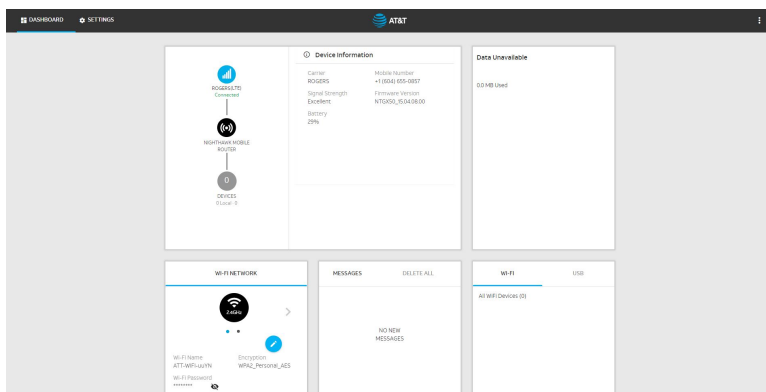 DASHBOARD
SETTINGS
AT&T
ROGERS(LTE)
Connected
NIGHTHAWK MOBILE
ROUTER
0
DEVICES
0 Local · 0
Device Information
Carrier
ROGERS
Mobile Number
+1 (604) 655-0857
Signal Strength
Excellent
Firmware Version
NTGX50_15.04.08.00
Battery
29%
Data Unavailable
0.0 MB Used
WI-FI NETWORK
2.4GHz
Wi-Fi Name
ATT-WIFI-uuY%
Encryption
WPA2_Personal_AES
Wi-Fi Password
********
MESSAGES
DELETE ALL
NO NEW
MESSAGES
WI-FI
USB
All WiFi Devices (0)